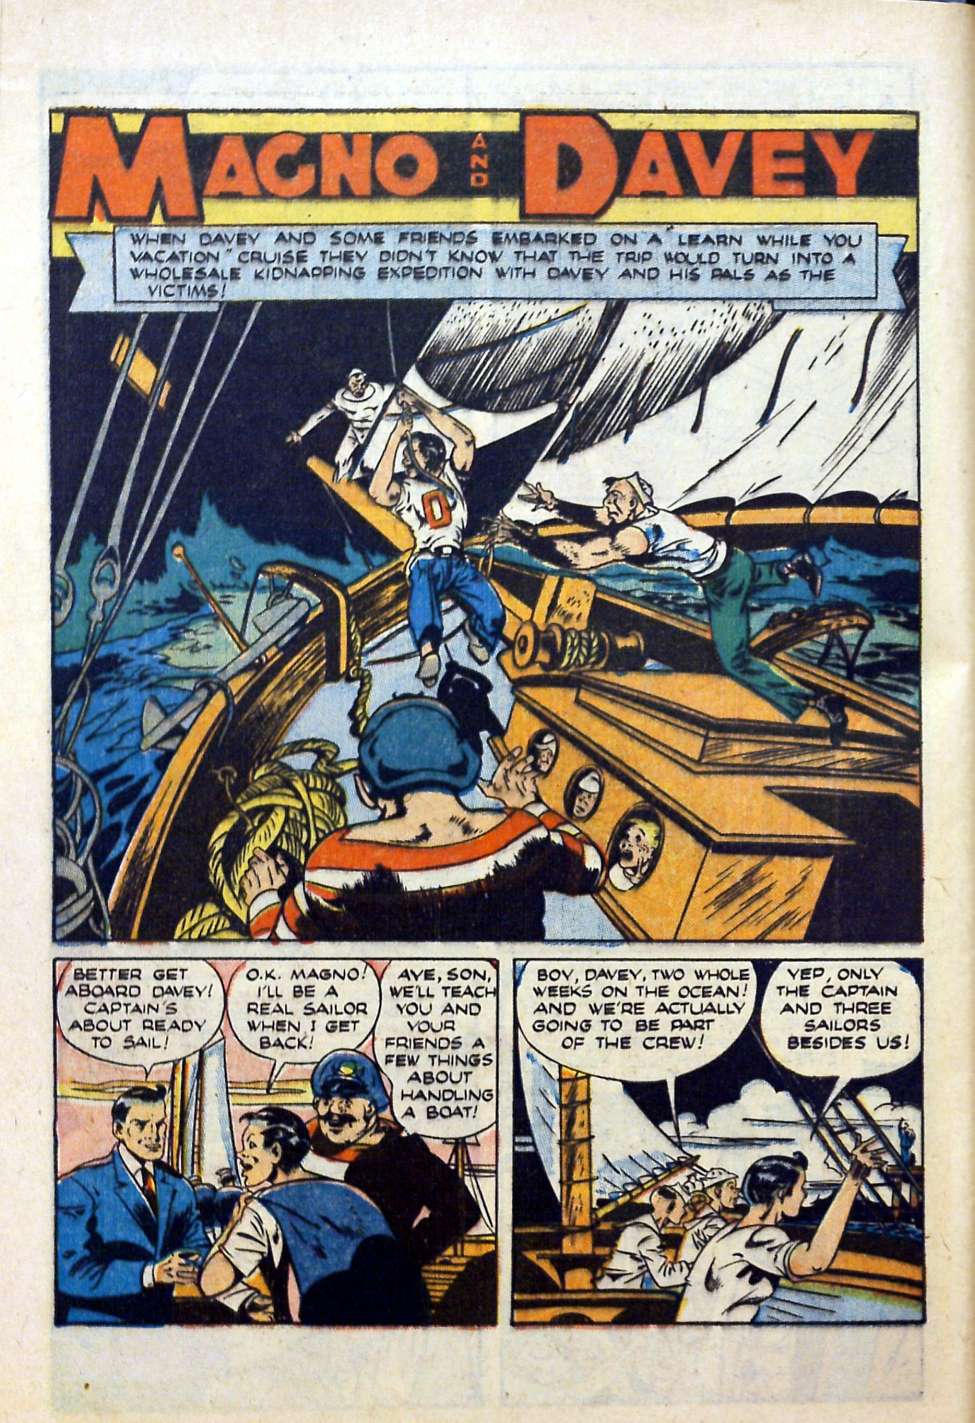 MAGNO AND DAVEY
WHEN DAVEY AND SOME FRIENDS EMBARKED ON A "LEARN WHILE YOU
VACATION" CRUISE THEY DIDN'T KNOW THAT THE TRIP WOULD TURN INTO A
WHOLESALE KIDNAPPING EXPEDITION WITH DAVEY AND HIS PALS AS THE
VICTIMS!
O
BETTER GET
ABOARD DAVEY!
CAPTAIN'S
ABOUT READY
TO SAIL!
O.K. MAGNO!
I'LL BE A
REAL SAILOR
WHEN I GET
BACK!
AYE, SON,
WE'LL TEACH
YOU AND
YOUR
FRIENDS A
FEW THINGS
ABOUT
HANDLING
A BOAT!
BOY, DAVEY, TWO WHOLE
WEEKS ON THE OCEAN!
AND WE'RE ACTUALLY
GOING TO BE PART
OF THE CREW!
YEP, ONLY
THE CAPTAIN
AND THREE
SAILORS
BESIDES US!